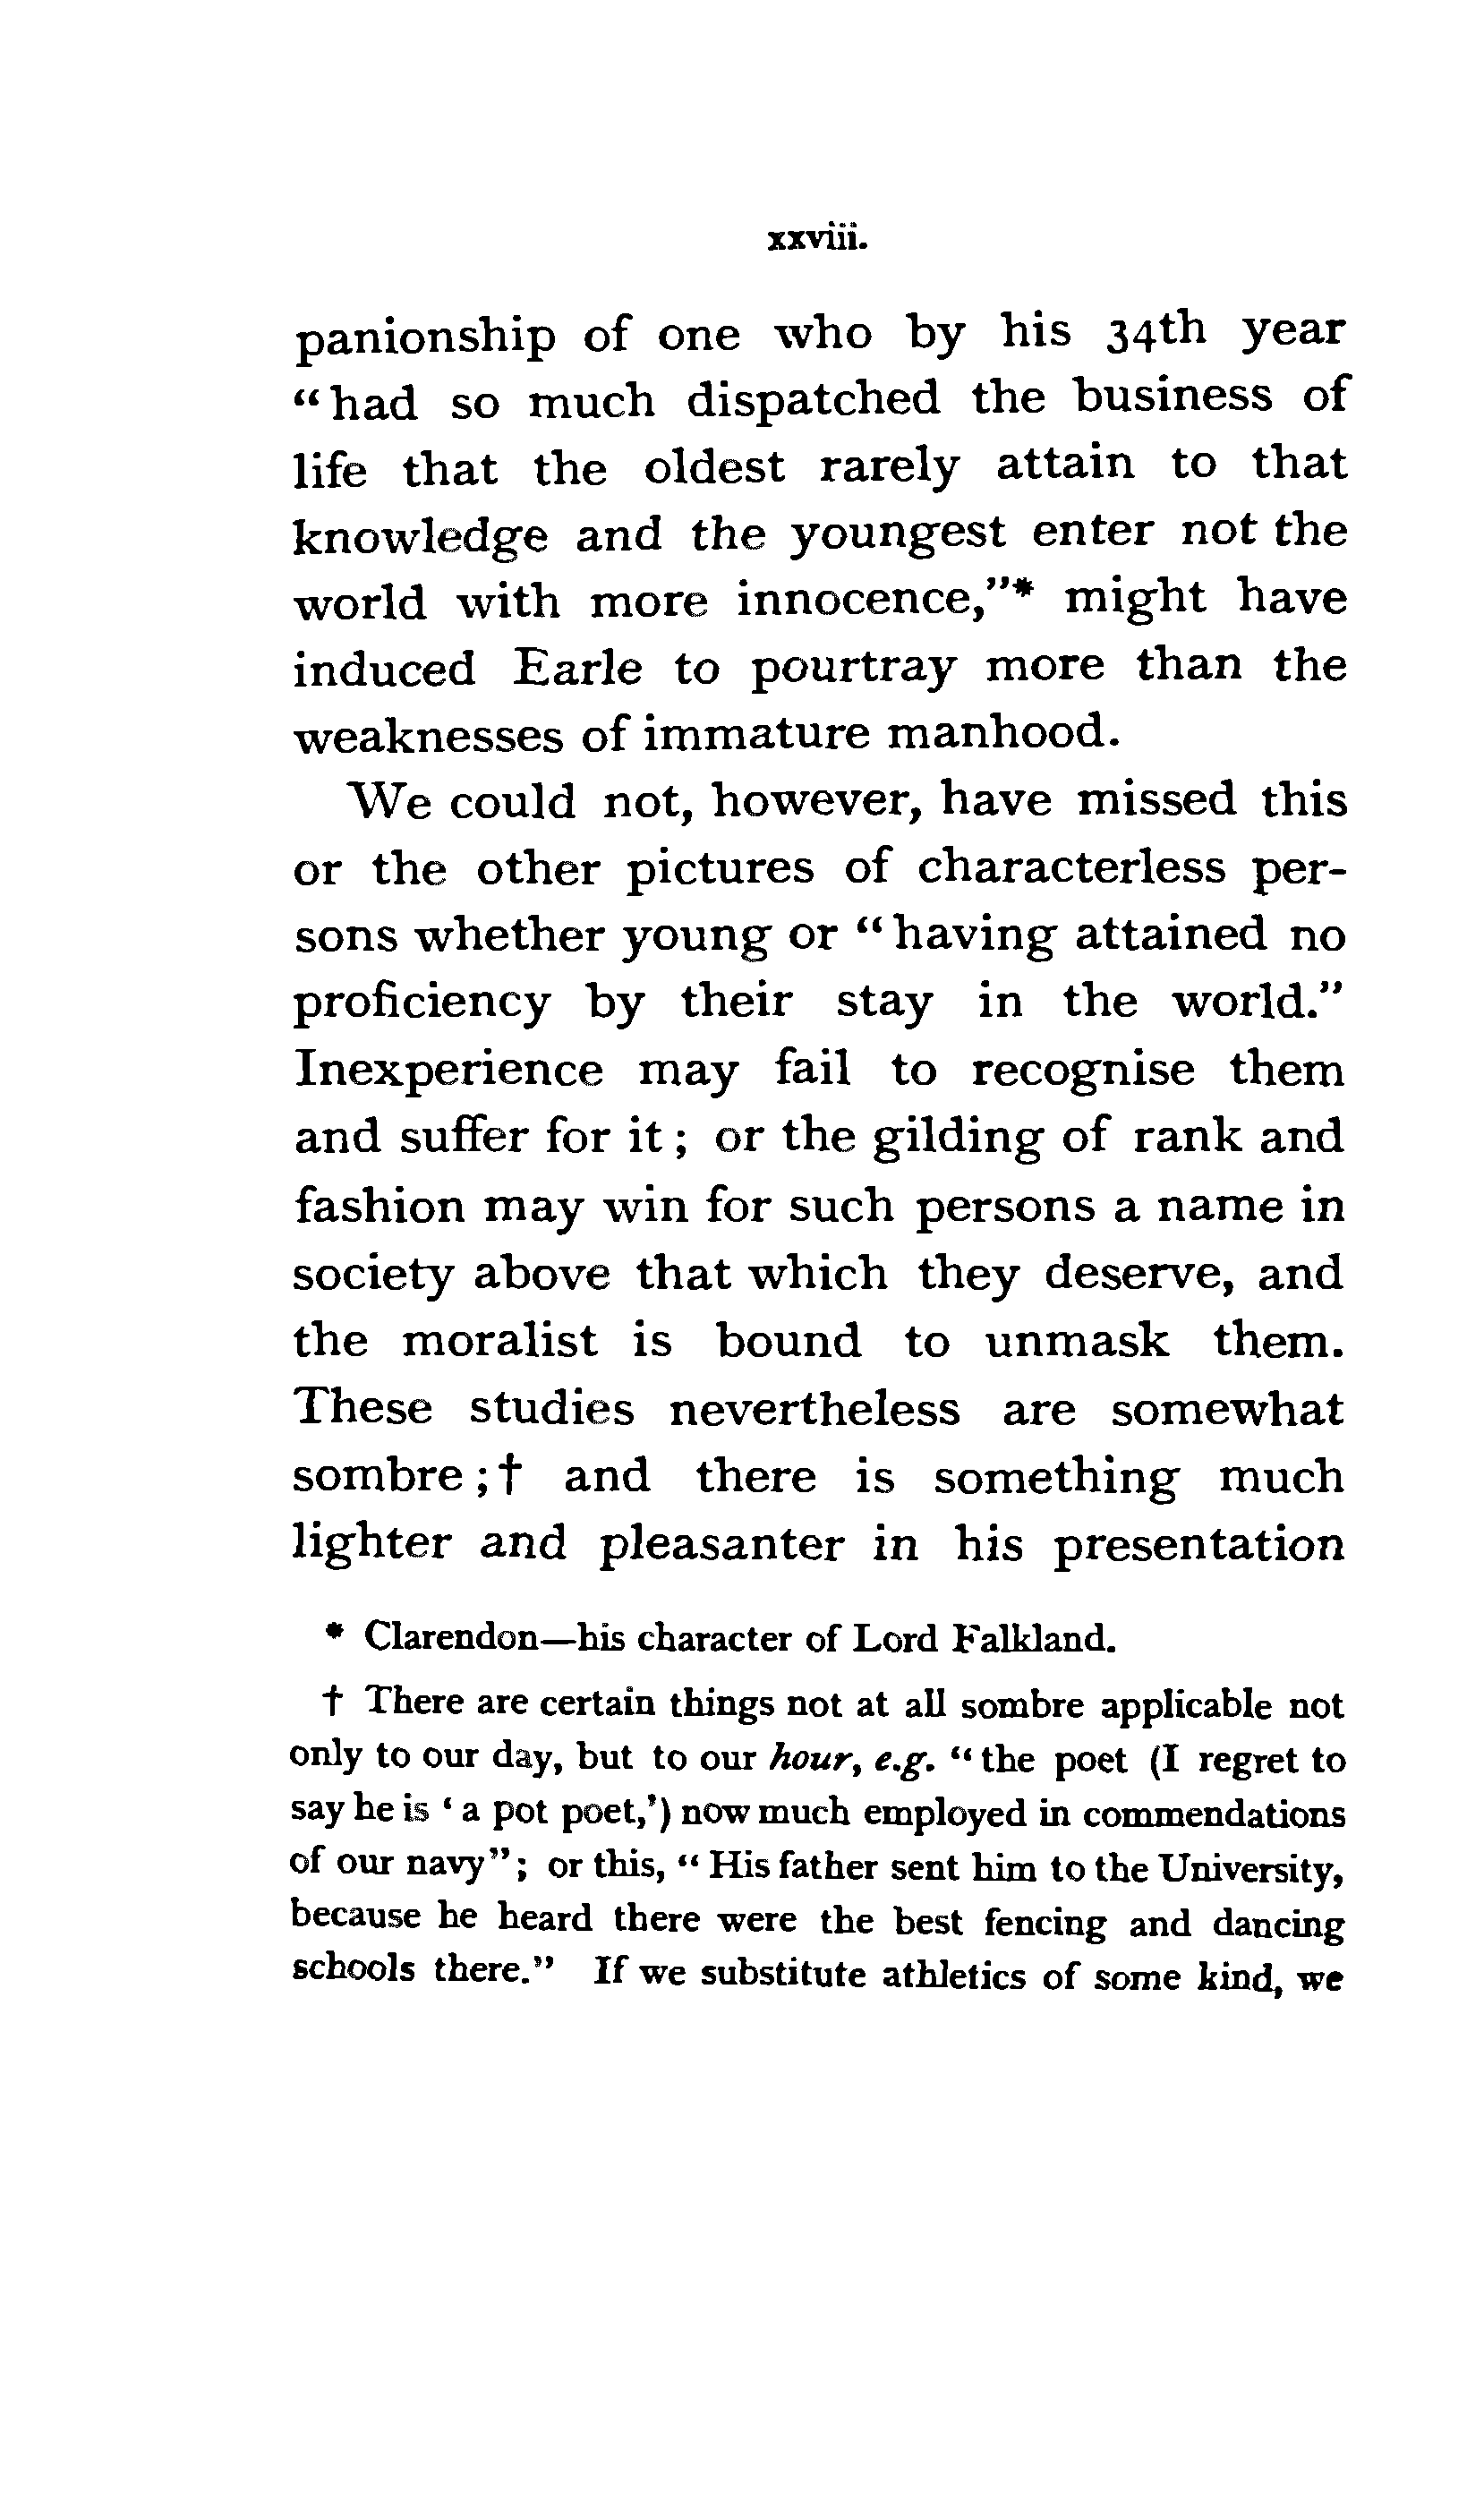 xxviii.
panionship of one who by his 34th year
“had so much dispatched the business of
life that the oldest rarely attain to that
knowledge and the youngest enter not the
world with more innocence,”* might have
induced Earle to pourtray more than the
weaknesses of immature manhood.
We could not, however, have missed this
or the other pictures of characterless per-
sons whether young or “having attained no
proficiency by their stay in the world.”
Inexperience may fail to recognise them
and suffer for it; or the gilding of rank and
fashion may win for such persons a name in
society above that which they deserve, and
the moralist is bound to unmask them.
These studies nevertheless are somewhat
sombre;† and there is something much
lighter and pleasanter in his presentation
* Clarendon—his character of Lord Falkland.
† There are certain things not at all sombre applicable not
only to our day, but to our hour, e.g. “the poet (I regret to
say he is ‘a pot poet,’) now much employed in commendations
of our navy”; or this, “His father sent him to the University,
because he heard there were the best fencing and dancing
schools there.” If we substitute athletics of some kind, we